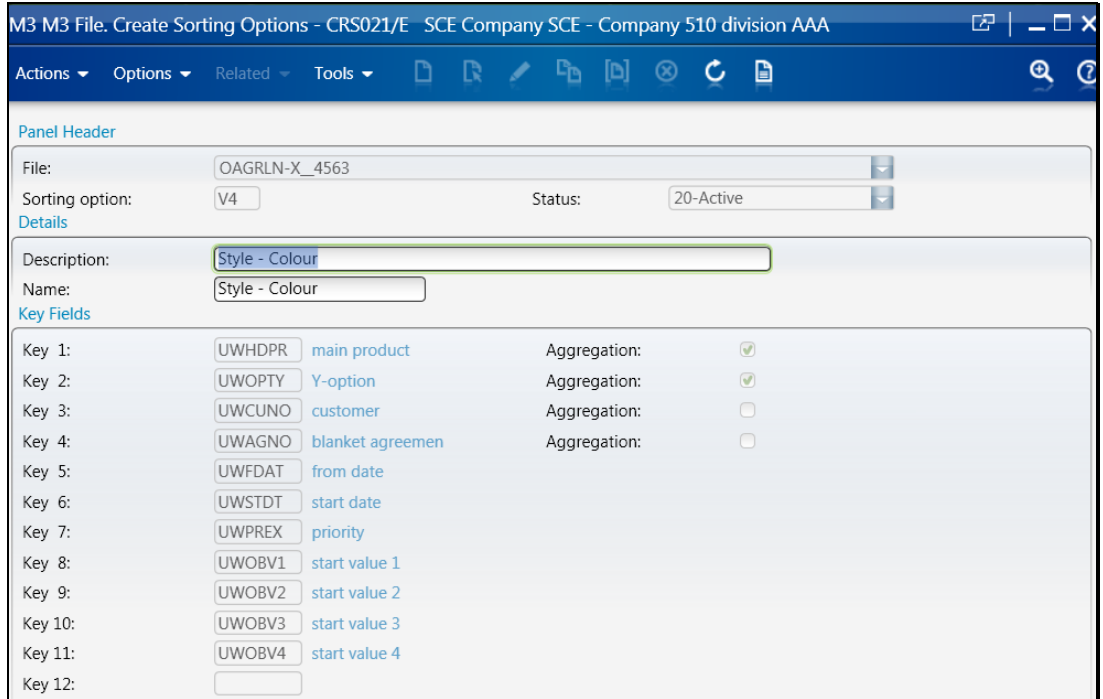 M3 M3 File. Create Sorting Options - CRS021/E SCE Company SCE - Company 510 division AAA
Actions Options Related Tools
Panel Header
File: OAGRLN-X__4563
Sorting option: V4 Status: 20-Active
Details
Description: Style - Colour
Name: Style - Colour
Key Fields
Key 1: UWHDPR main product Aggregation:
Key 2: UWOPTY Y-option Aggregation:
Key 3: UWCUNO customer Aggregation:
Key 4: UWAGNO blanket agreemen Aggregation:
Key 5: UWFDAT from date
Key 6: UWSTDT start date
Key 7: UWPREX priority
Key 8: UWOBV1 start value 1
Key 9: UWOBV2 start value 2
Key 10: UWOBV3 start value 3
Key 11: UWOBV4 start value 4
Key 12: